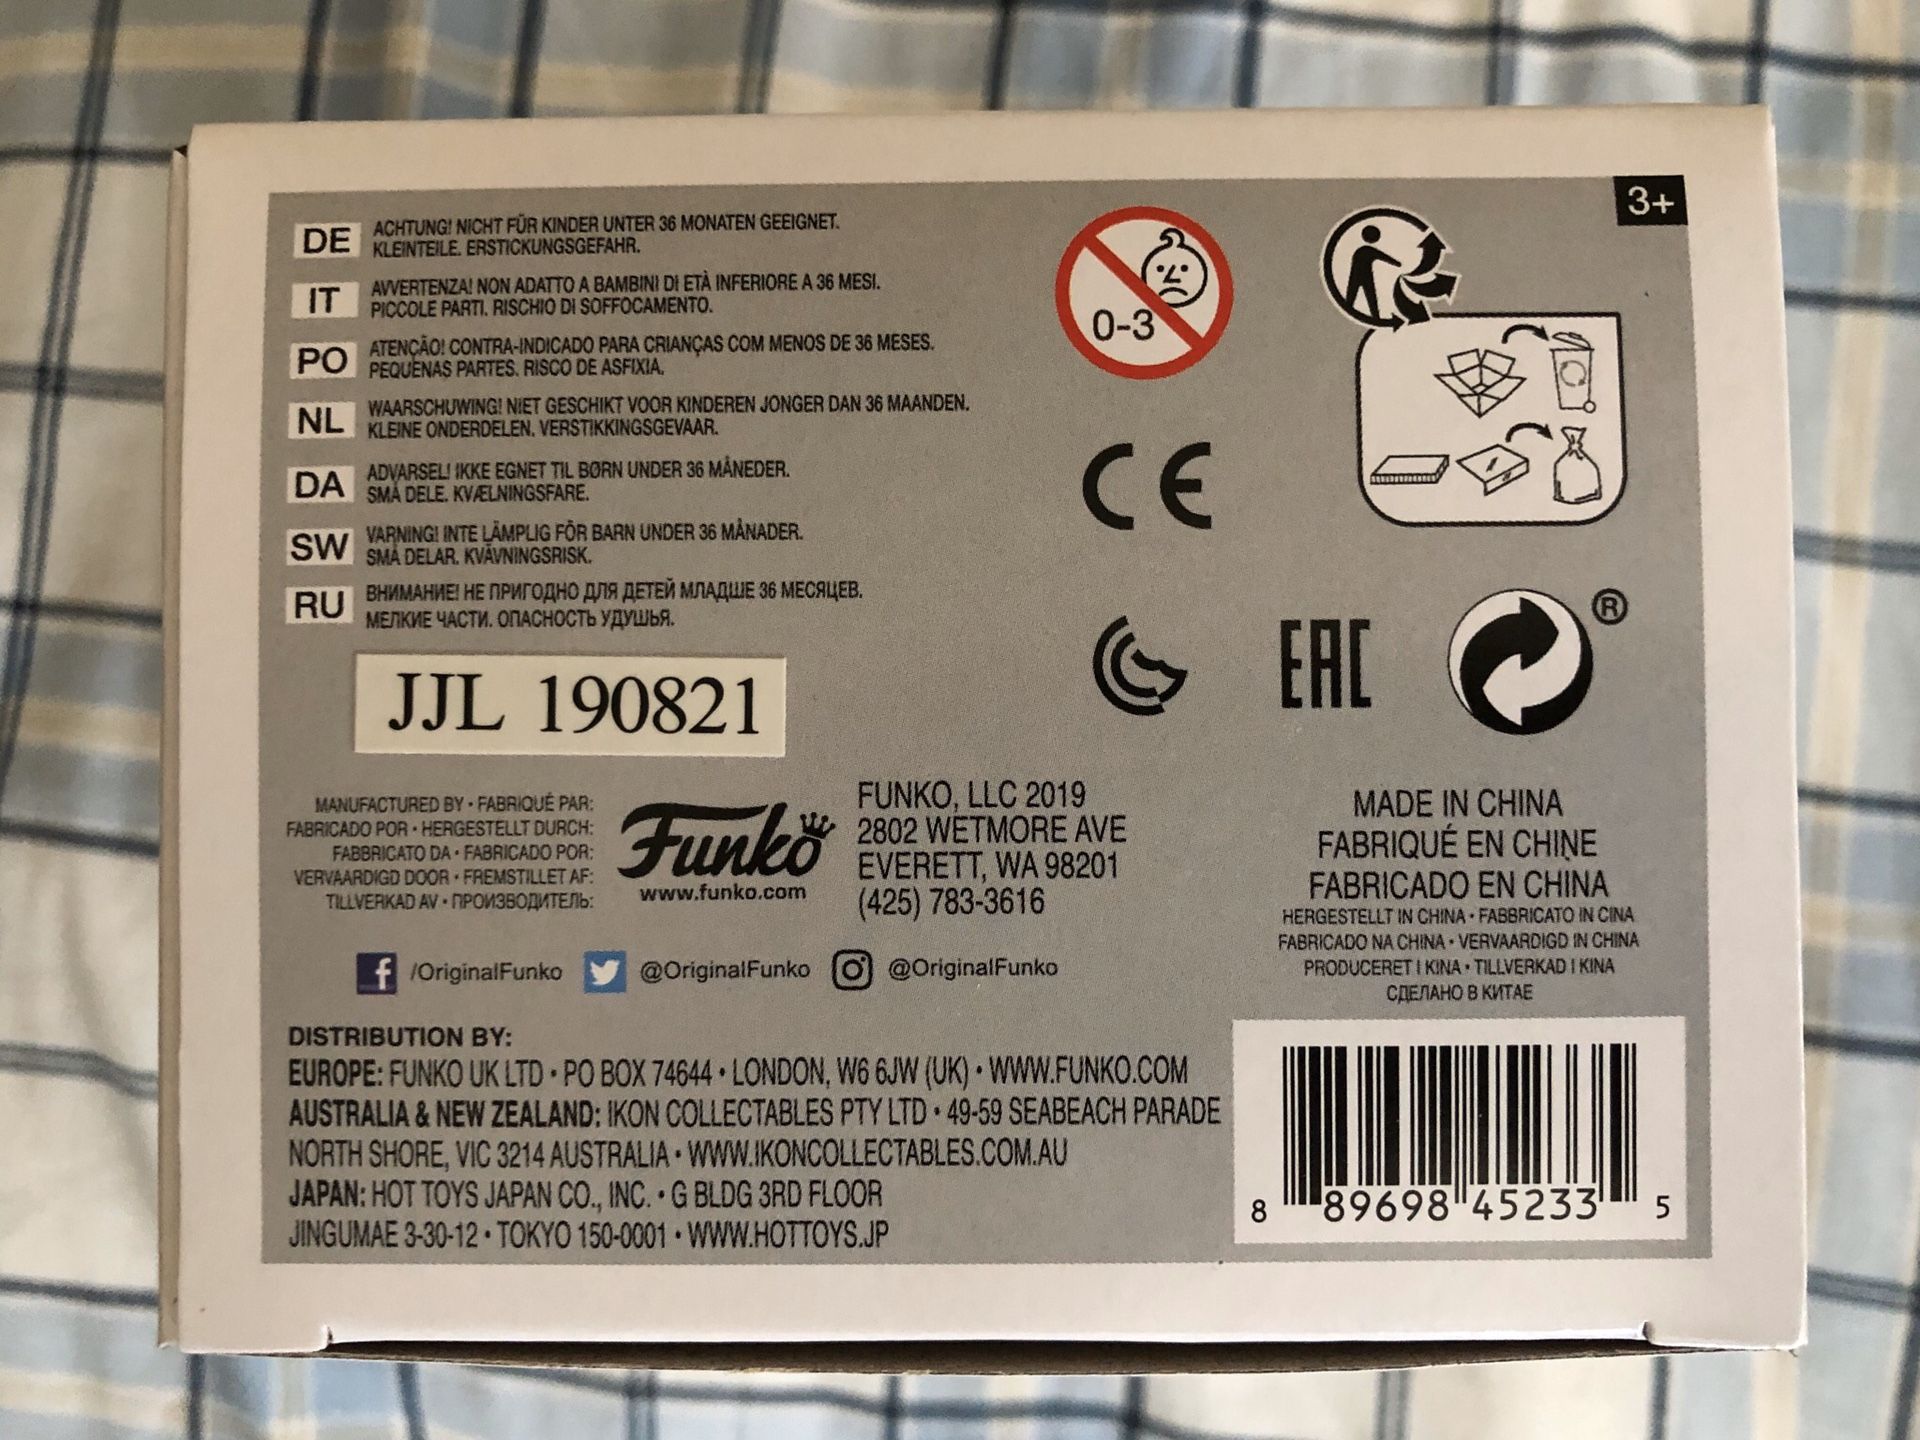 3+
DE ACHTUNG! NICHT FÜR KINDER UNTER 36 MONATEN GEEIGNET.
KLEINTEILE. ERSTICKUNGSGEFAHR.
IT AVVERTENZA! NON ADATTO A BAMBINI DI ETÀ INFERIORE A 36 MESI.
PICCOLE PARTI. RISCHIO DI SOFFOCAMENTO.
PO ATENÇÃO! CONTRA-INDICADO PARA CRIANÇAS COM MENOS DE 36 MESES.
PEQUENAS PARTES. RISCO DE ASFIXIA.
NL WAARSCHUWING! NIET GESCHIKT VOOR KINDEREN JONGER DAN 36 MAANDEN.
KLEINE ONDERDELEN. VERSTIKKINGSGEVAAR.
DA ADVARSEL! IKKE EGNET TIL BØRN UNDER 36 MÅNEDER.
SMÅ DELE. KVÆLNINGSFARE.
SW VARNING! INTE LÄMPLIG FÖR BARN UNDER 36 MÅNADER.
SMÅ DELAR. KVÄVNINGSRISK.
RU ВНИМАНИЕ! НЕ ПРИГОДНО ДЛЯ ДЕТЕЙ МЛАДШЕ 36 МЕСЯЦЕВ.
МЕЛКИЕ ЧАСТИ. ОПАСНОСТЬ УДУШЬЯ.
0-3
CE
EAC
®
JJL 190821
MANUFACTURED BY • FABRIQUÉ PAR:
FABRICADO POR • HERGESTELLT DURCH:
FABBRICATO DA • FABRICADO POR:
VERVAARDIGD DOOR • FREMSTILLET AF:
TILLVERKAD AV • ПРОИЗВОДИТЕЛЬ:
Funko
www.funko.com
FUNKO, LLC 2019
2802 WETMORE AVE
EVERETT, WA 98201
(425) 783-3616
MADE IN CHINA
FABRIQUÉ EN CHINE
FABRICADO EN CHINA
HERGESTELLT IN CHINA • FABBRICATO IN CINA
FABRICADO NA CHINA • VERVAARDIGD IN CHINA
PRODUCERET I KINA • TILLVERKAD I KINA
СДЕЛАНО В КИТАЕ
f /OriginalFunko @OriginalFunko @OriginalFunko
DISTRIBUTION BY:
EUROPE: FUNKO UK LTD • PO BOX 74644 • LONDON, W6 6JW (UK) • WWW.FUNKO.COM
AUSTRALIA & NEW ZEALAND: IKON COLLECTABLES PTY LTD • 49-59 SEABEACH PARADE
NORTH SHORE, VIC 3214 AUSTRALIA • WWW.IKONCOLLECTABLES.COM.AU
JAPAN: HOT TOYS JAPAN CO., INC. • G BLDG 3RD FLOOR
JINGUMAE 3-30-12 • TOKYO 150-0001 • WWW.HOTTOYS.JP
8 89698 45233 5